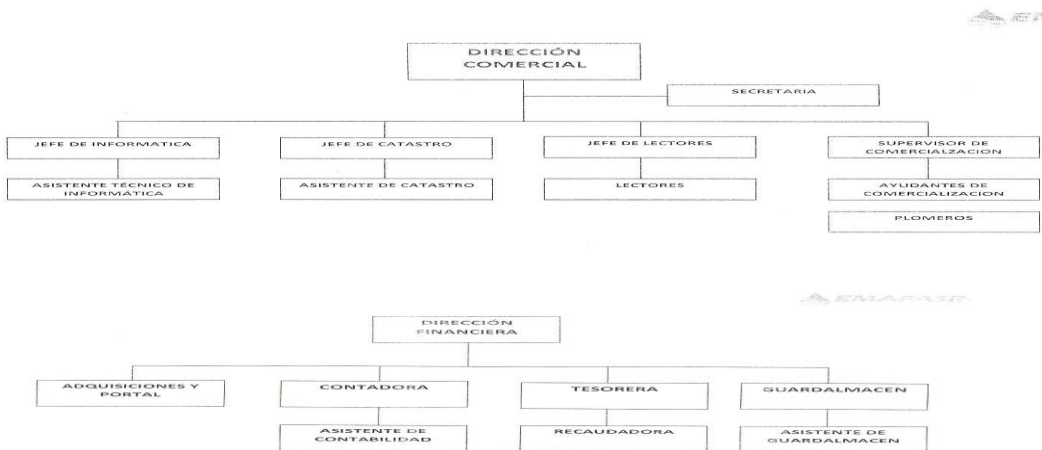 DIRECCIÓN
COMERCIAL
SECRETARIA
JEFE DE INFORMATICA
JEFE DE CATASTRO
JEFE DE LECTORES
SUPERVISOR DE
COMERCIALZACION
ASISTENTE TÉCNICO DE
INFORMÁTICA
ASISTENTE DE CATASTRO
LECTORES
AYUDANTES DE
COMERCIALIZACION
PLOMEROS
EMAPASR
DIRECCIÓN
FINANCIERA
ADQUISICIONES Y
PORTAL
CONTADORA
TESORERA
GUARDALMACEN
ASISTENTE DE
CONTABILIDAD
RECAUDADORA
ASISTENTE DE
GUARDALMACEN